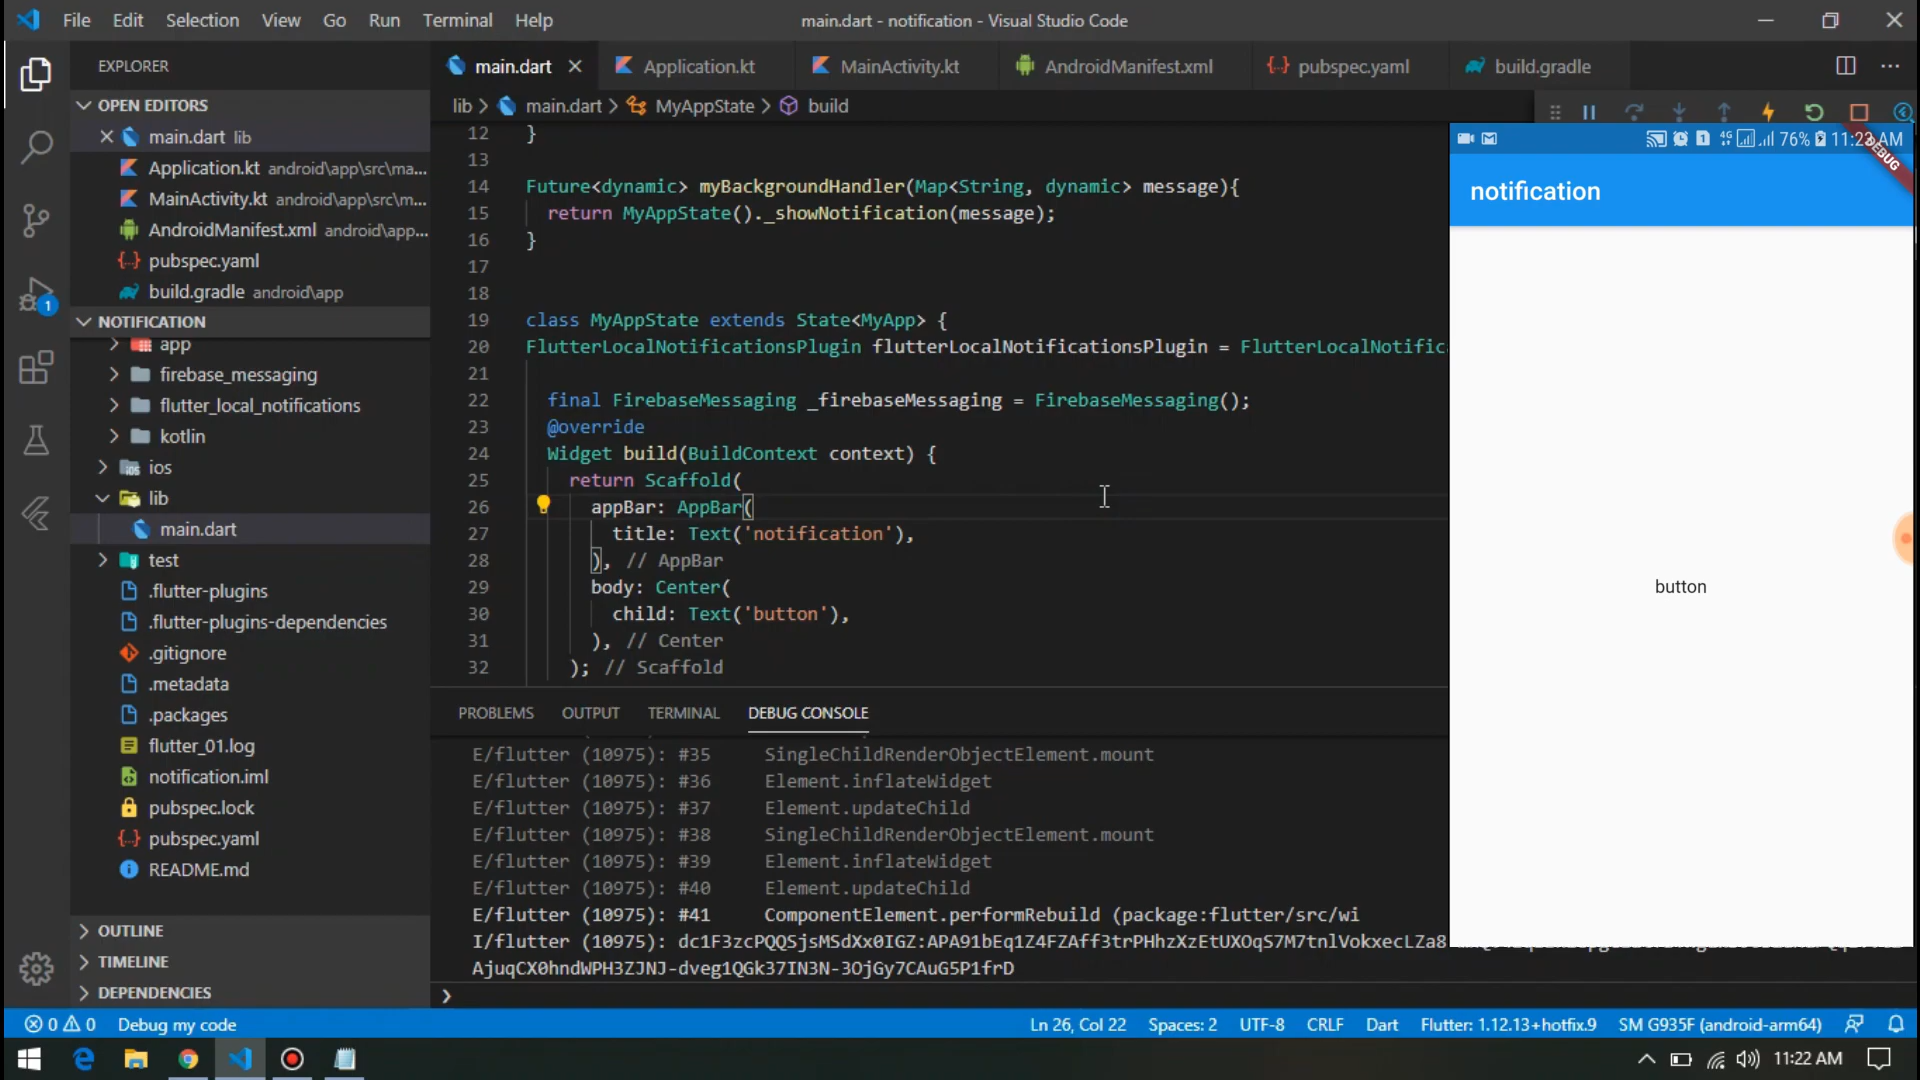 File Edit Selection View Go Run Terminal Help
main.dart - notification - Visual Studio Code
EXPLORER
OPEN EDITORS
main.dart lib
Application.kt android\app\src\ma...
MainActivity.kt android\app\src\m...
AndroidManifest.xml android\app...
pubspec.yaml
build.gradle android\app
NOTIFICATION
app
firebase_messaging
flutter_local_notifications
kotlin
ios
lib
main.dart
test
.flutter-plugins
.flutter-plugins-dependencies
.gitignore
.metadata
.packages
flutter_01.log
notification.iml
pubspec.lock
pubspec.yaml
README.md
OUTLINE
TIMELINE
DEPENDENCIES
main.dart Application.kt MainActivity.kt AndroidManifest.xml pubspec.yaml build.gradle
lib > main.dart > MyAppState > build
12 }
13
14 Future<dynamic> myBackgroundHandler(Map<String, dynamic> message){
15 return MyAppState()._showNotification(message);
16 }
17
18
19 class MyAppState extends State<MyApp> {
20 FlutterLocalNotificationsPlugin flutterLocalNotificationsPlugin = FlutterLocalNotific
21
22 final FirebaseMessaging _firebaseMessaging = FirebaseMessaging();
23 @override
24 Widget build(BuildContext context) {
25 return Scaffold(
26 appBar: AppBar(
27 title: Text('notification'),
28 ), // AppBar
29 body: Center(
30 child: Text('button'),
31 ), // Center
32 ); // Scaffold
PROBLEMS OUTPUT TERMINAL DEBUG CONSOLE
E/flutter (10975): #35 SingleChildRenderObjectElement.mount
E/flutter (10975): #36 Element.inflateWidget
E/flutter (10975): #37 Element.updateChild
E/flutter (10975): #38 SingleChildRenderObjectElement.mount
E/flutter (10975): #39 Element.inflateWidget
E/flutter (10975): #40 Element.updateChild
E/flutter (10975): #41 ComponentElement.performRebuild (package:flutter/src/wi
I/flutter (10975): dc1F3zcPQQSjsMSdXx0IGZ:APA91bEq1Z4FZAff3trPHhzXzEtUXOqS7M7tnlVokxecLZa8
AjuqCX0hndWPH3ZJNJ-dveg1QGk37IN3N-3OjGy7CAuG5P1frD
4G 76% 11:23 AM
DEBUG
notification
button
0 0 Debug my code
Ln 26, Col 22 Spaces: 2 UTF-8 CRLF Dart Flutter: 1.12.13+hotfix.9 SM G935F (android-arm64)
11:22 AM